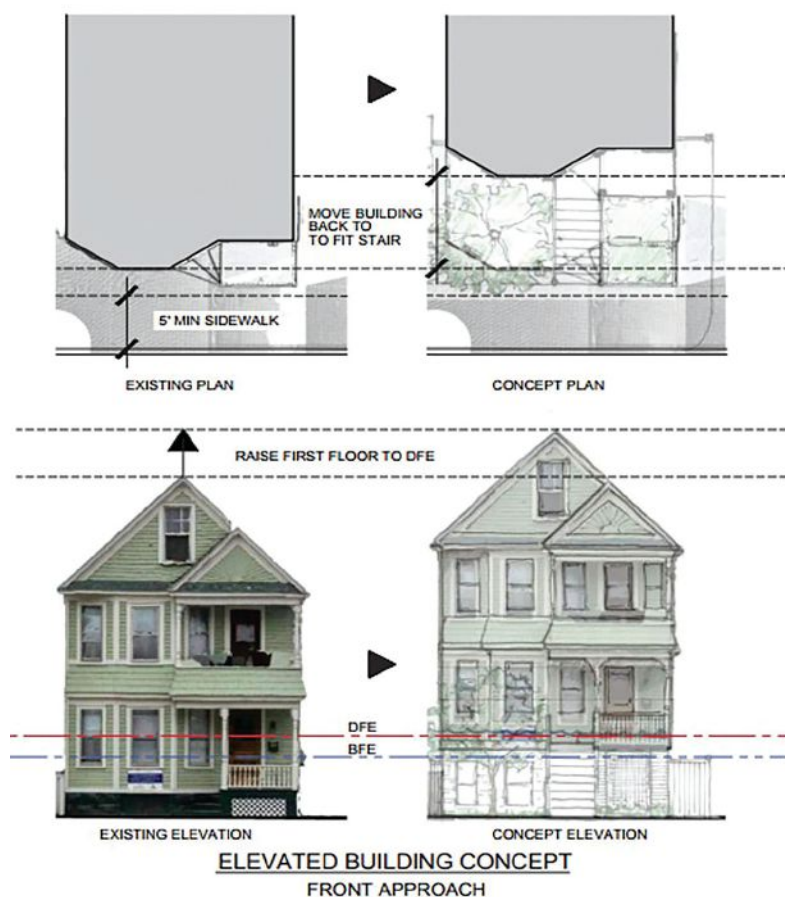 MOVE BUILDING
BACK TO
TO FIT STAIR
5' MIN SIDEWALK
EXISTING PLAN
CONCEPT PLAN
RAISE FIRST FLOOR TO DFE
DFE
BFE
EXISTING ELEVATION
CONCEPT ELEVATION
ELEVATED BUILDING CONCEPT
FRONT APPROACH